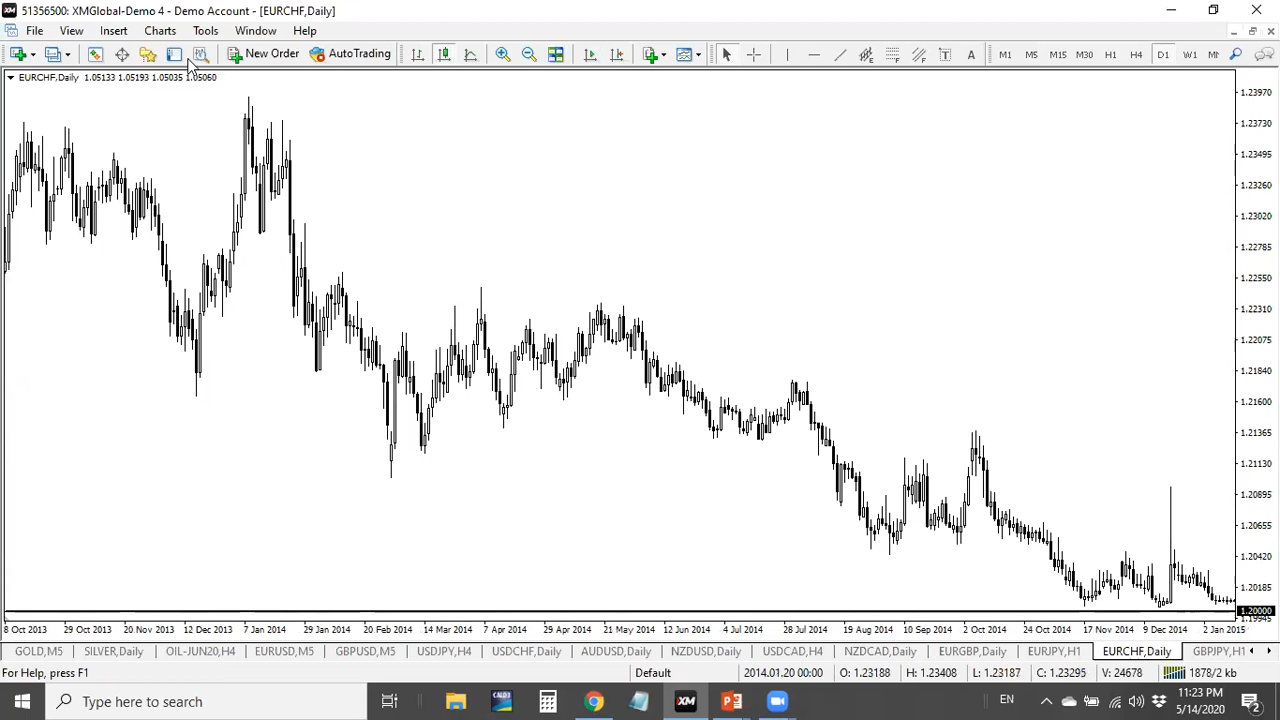 51356500: XMGlobal-Demo 4 - Demo Account - [EURCHF,Daily]
File View Insert Charts Tools Window Help
New Order AutoTrading A T M1 M5 M15 M30 H1 H4 D1 W1
EURCHF,Daily 1.05133 1.05193 1.05035 1.05060
1.23970
1.23730
1.23495
1.23260
1.23020
1.22785
1.22550
1.22310
1.22075
1.21840
1.21600
1.21365
1.21130
1.20895
1.20655
1.20420
1.20185
1.20000
1.19945
8 Oct 2013 29 Oct 2013 20 Nov 2013 12 Dec 2013 7 Jan 2014 29 Jan 2014 20 Feb 2014 14 Mar 2014 7 Apr 2014 29 Apr 2014 21 May 2014 12 Jun 2014 4 Jul 2014 28 Jul 2014 19 Aug 2014 10 Sep 2014 2 Oct 2014 24 Oct 2014 17 Nov 2014 9 Dec 2014 2 Jan 2015
GOLD,M5 SILVER,Daily OIL-JUN20,H4 EURUSD,M5 GBPUSD,M5 USDJPY,H4 USDCHF,Daily AUDUSD,Daily NZDUSD,Daily USDCAD,H4 NZDCAD,Daily EURGBP,Daily EURJPY,H1 EURCHF,Daily GBPJPY,H1
For Help, press F1 Default 2014.01.20 00:00 O: 1.23188 H: 1.23408 L: 1.23187 C: 1.23295 V: 24678 1878/2 kb
Type here to search CALDI XM EN 11:23 PM
5/14/2020 2